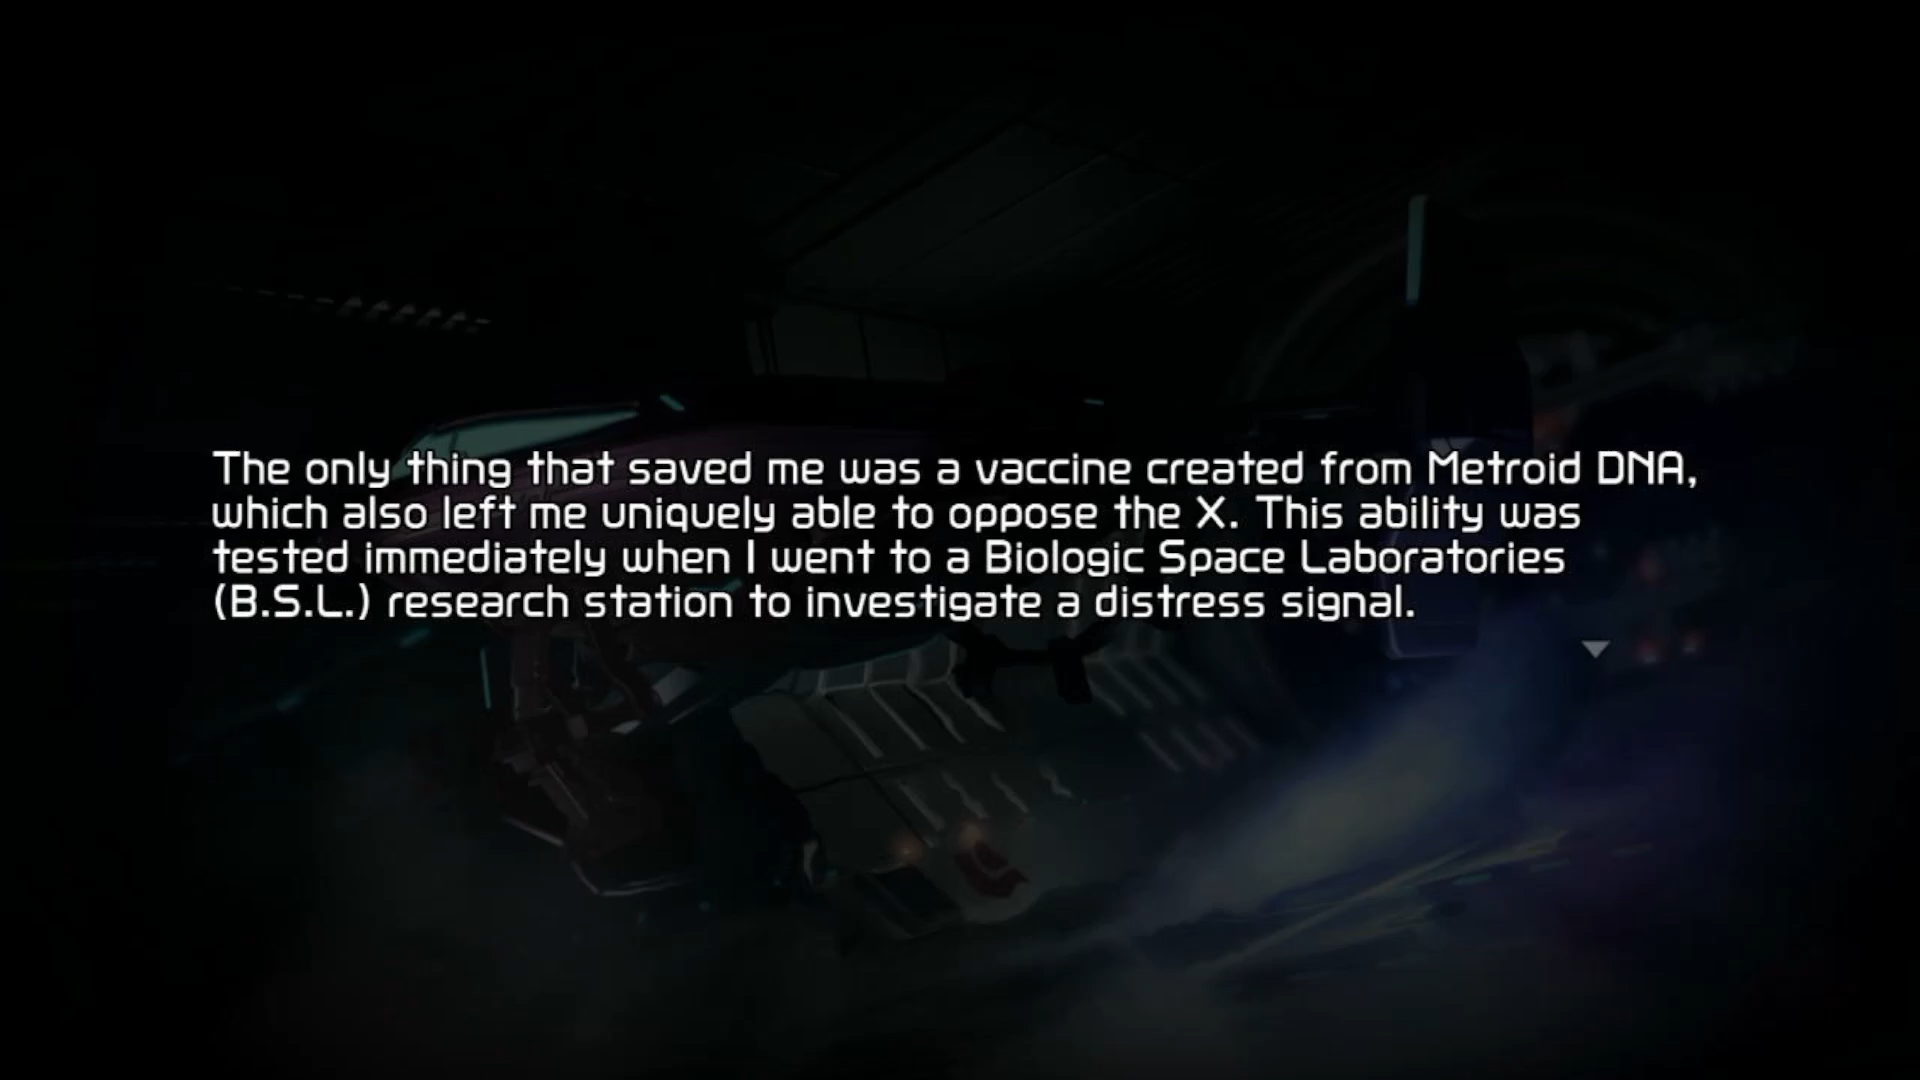 The only thing that saved me was a vaccine created from Metroid DNA,
which also left me uniquely able to oppose the X. This ability was
tested immediately when I went to a Biologic Space Laboratories
(B.S.L.) research station to investigate a distress signal.